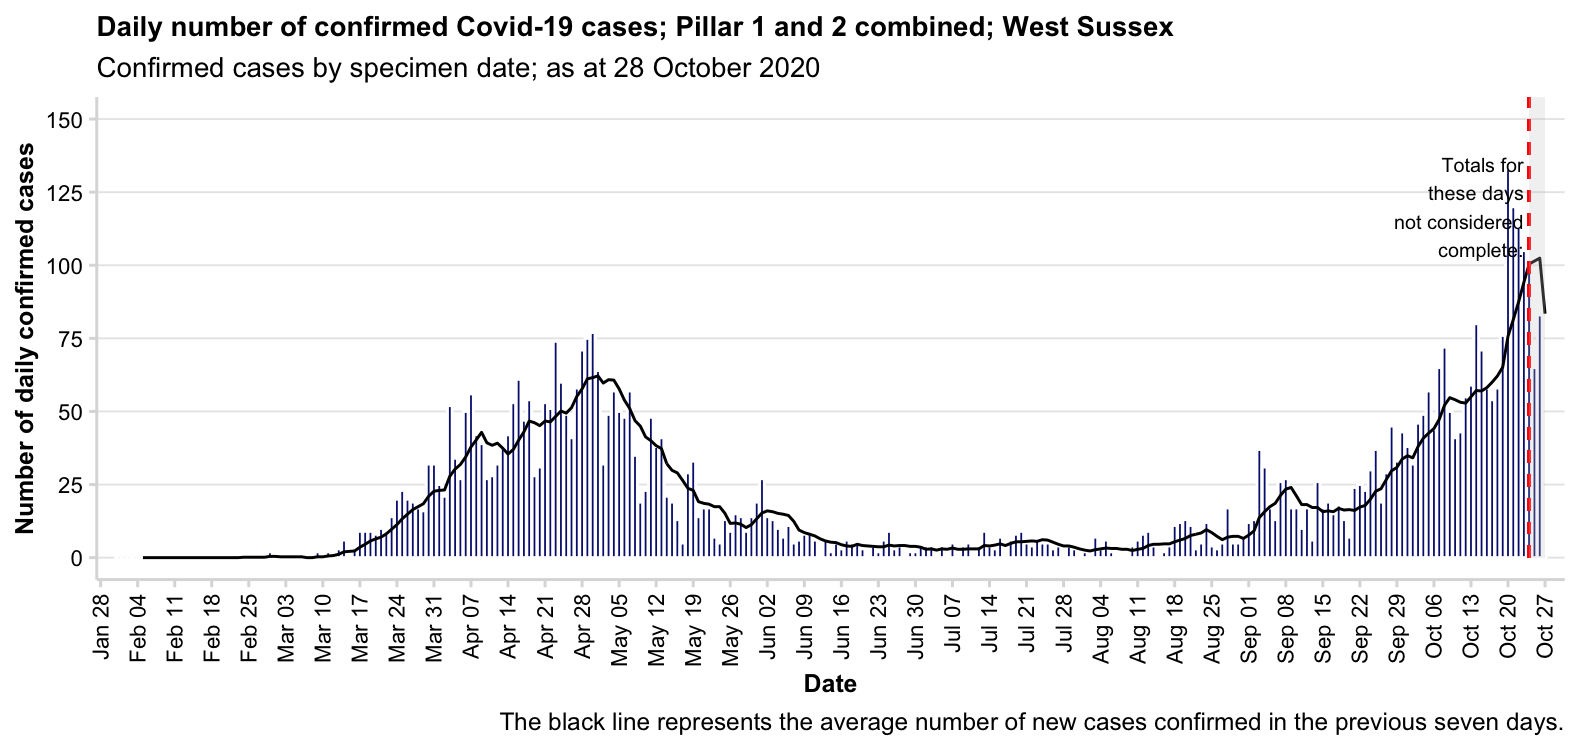 Daily number of confirmed Covid-19 cases; Pillar 1 and 2 combined; West Sussex
Confirmed cases by specimen date; as at 28 October 2020
Number of daily confirmed cases
150
125
100
75
50
25
0
Totals for
these days
not considered
complete:
Jan 28
Feb 04
Feb 11
Feb 18
Feb 25
Mar 03
Mar 10
Mar 17
Mar 24
Mar 31
Apr 07
Apr 14
Apr 21
Apr 28
May 05
May 12
May 19
May 26
Jun 02
Jun 09
Jun 16
Jun 23
Jun 30
Jul 07
Jul 14
Jul 21
Jul 28
Aug 04
Aug 11
Aug 18
Aug 25
Sep 01
Sep 08
Sep 15
Sep 22
Sep 29
Oct 06
Oct 13
Oct 20
Oct 27
Date
The black line represents the average number of new cases confirmed in the previous seven days.